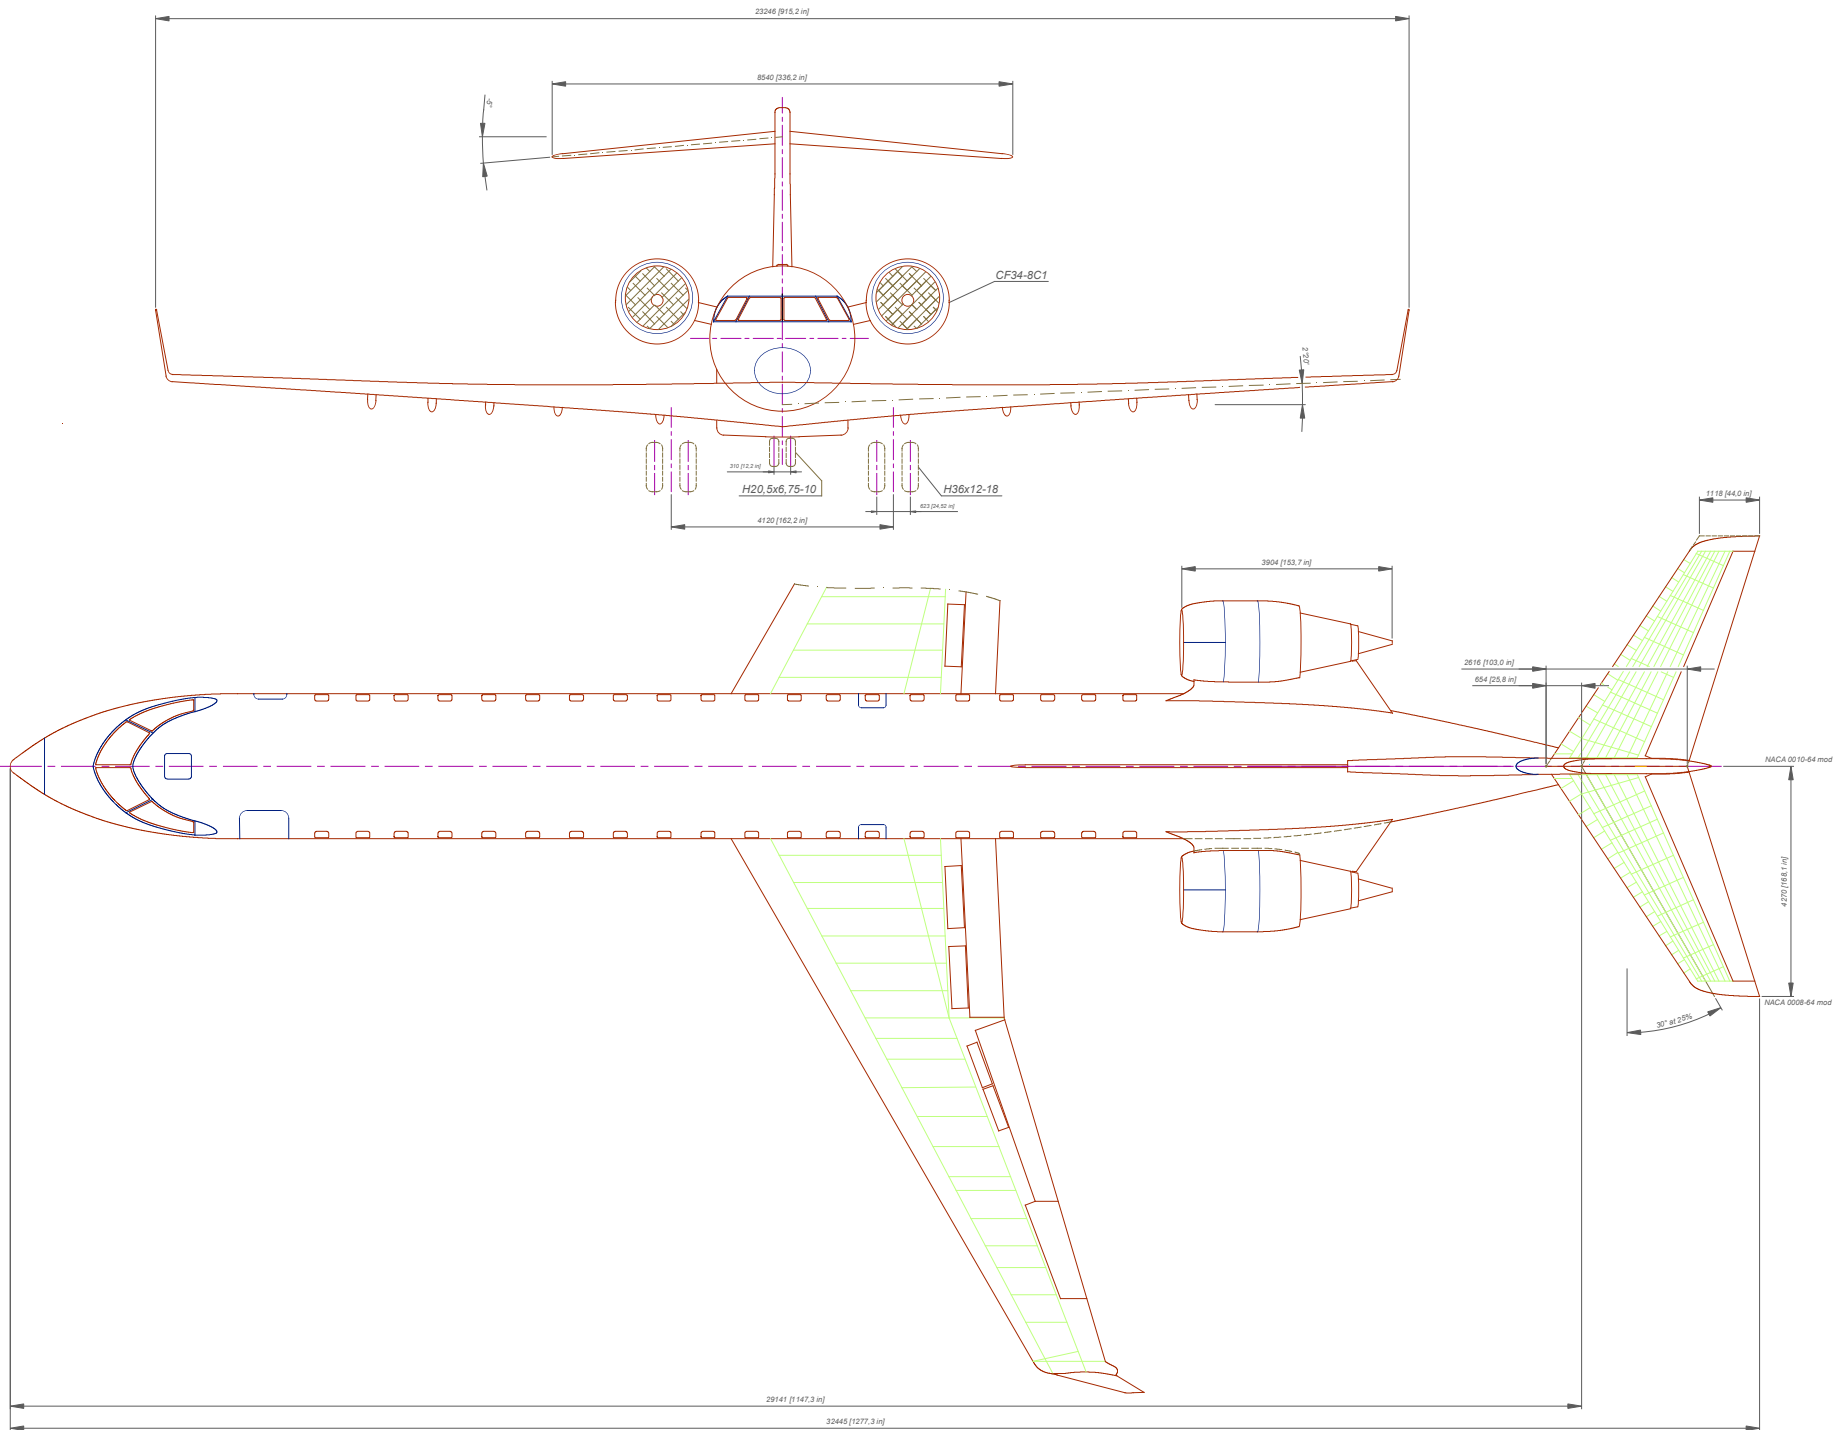 23246 [915,2 in]
8540 [336,2 in]
CF34-8C1
2°20'
310 [12,2 in]
H20,5x6,75-10
H36x12-18
623 [24,52 in]
4120 [162,2 in]
1118 [44,0 in]
3904 [153,7 in]
2616 [103,0 in]
654 [25,8 in]
NACA 0010-64 mod
4270 [168,1 in]
NACA 0008-64 mod
30° at 25%
29141 [1147,3 in]
32445 [1277,3 in]